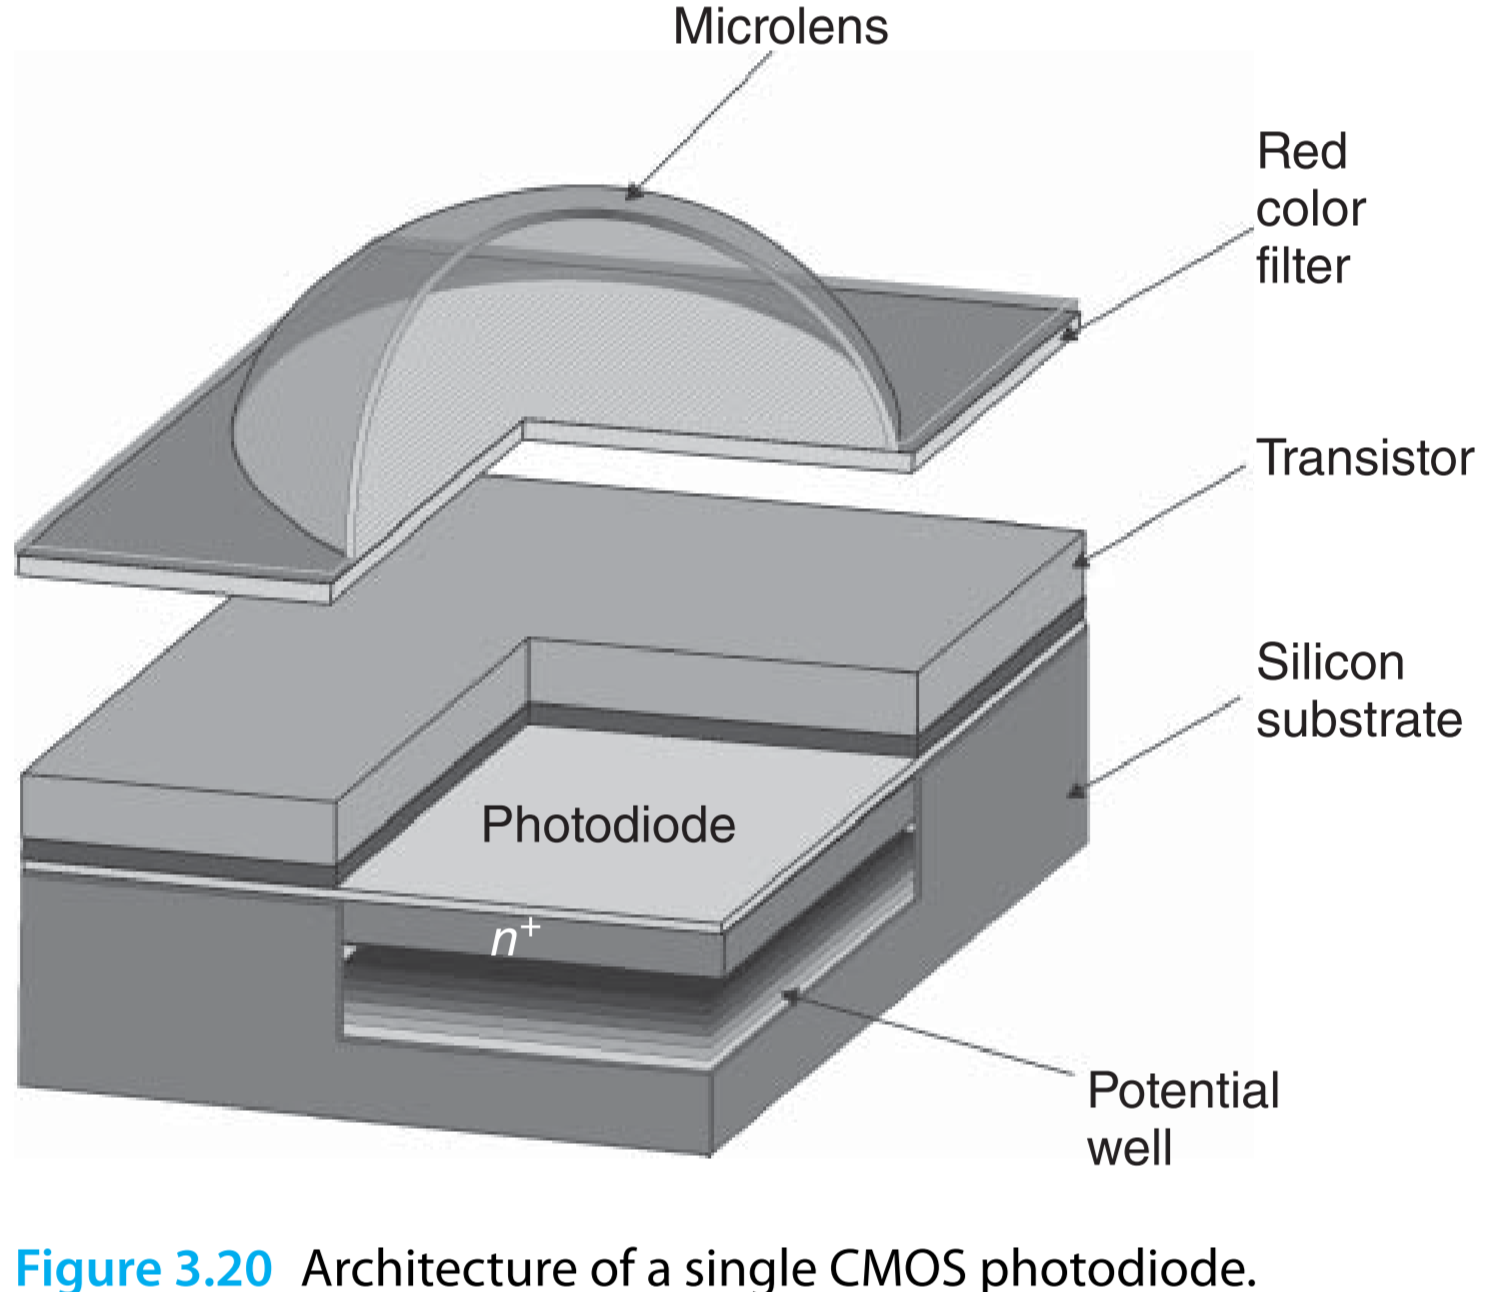 Microlens
Red
color
filter
Transistor
Silicon
substrate
Photodiode
n+
Potential
well
Figure 3.20 Architecture of a single CMOS photodiode.